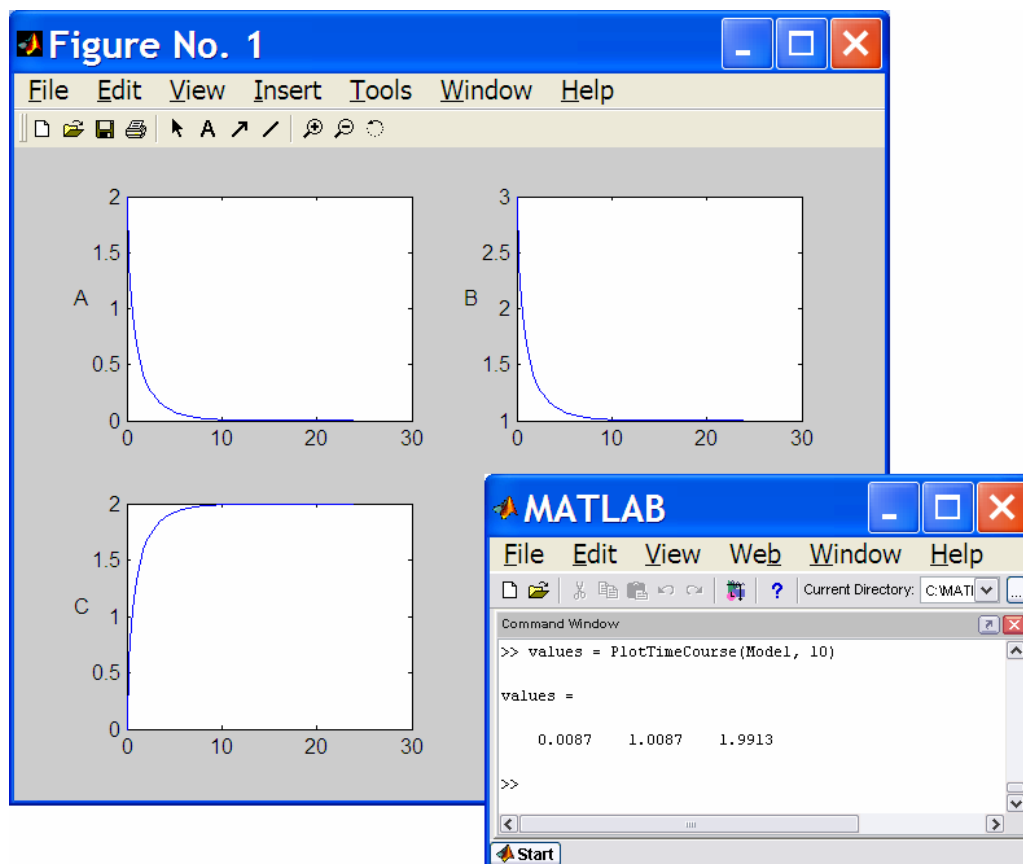 Figure No. 1
File Edit View Insert Tools Window Help
A
2
1.5
A
1
0.5
0
0 10 20 30
3
2.5
B
2
1.5
1
0 10 20 30
2
1.5
C
1
0.5
0
0 10 20 30
MATLAB
File Edit View Web Window Help
? Current Directory: C:\MATI ...
Command Window
>> values = PlotTimeCourse(Model, 10)
values =
0.0087 1.0087 1.9913
>>
Start